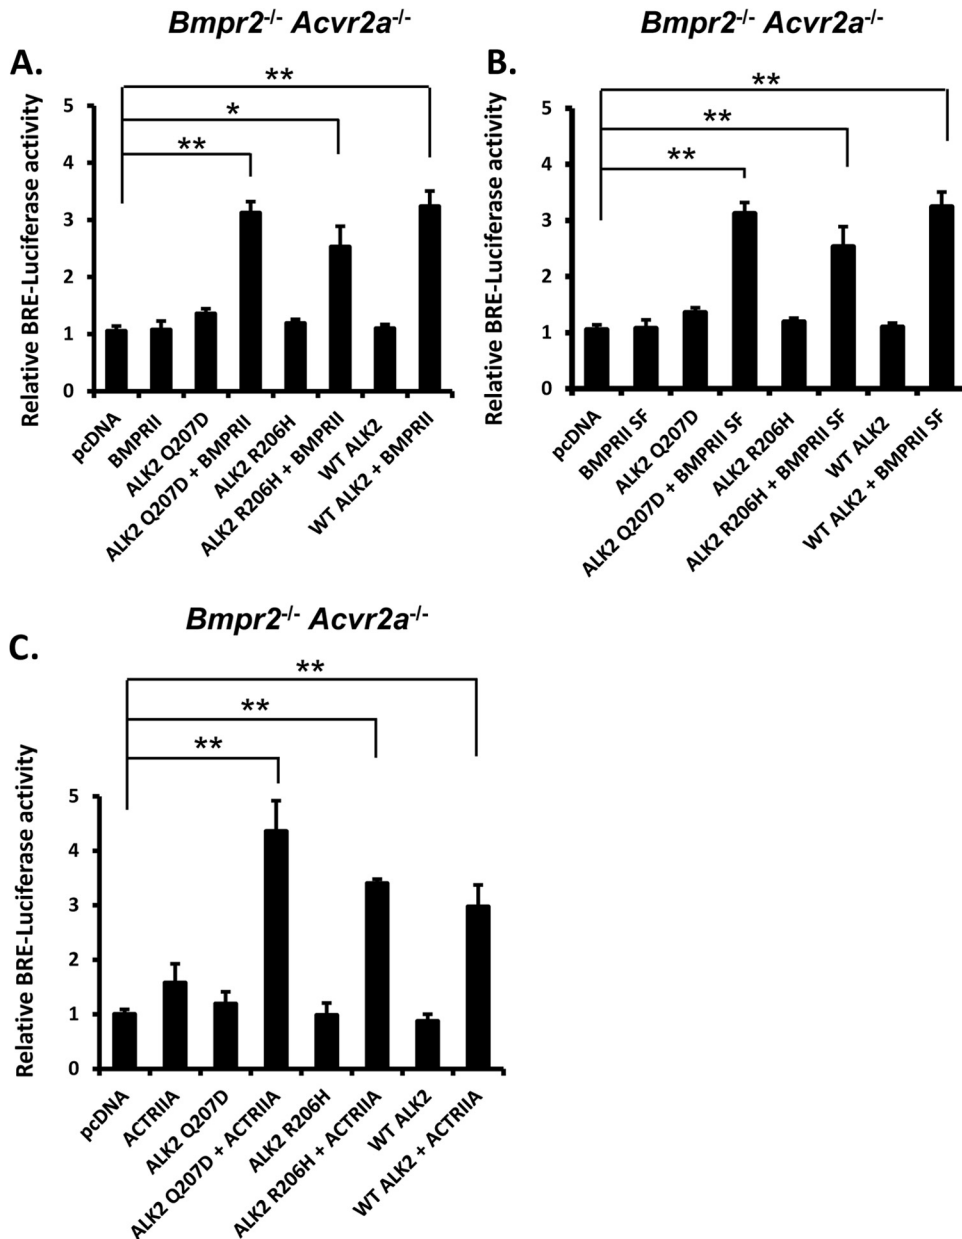 Bmpr2-/- Acvr2a-/-
A.
**
*
**
Relative BRE-Luciferase activity
5
4
3
2
1
0
pcDNA
BMPRII
ALK2 Q207D
ALK2 Q207D + BMPRII
ALK2 R206H
ALK2 R206H + BMPRII
WT ALK2
WT ALK2 + BMPRII
Bmpr2-/- Acvr2a-/-
B.
**
**
**
Relative BRE-Luciferase activity
5
4
3
2
1
0
pcDNA
BMPRII SF
ALK2 Q207D
ALK2 Q207D + BMPRII SF
ALK2 R206H
ALK2 R206H + BMPRII SF
WT ALK2
WT ALK2 + BMPRII SF
Bmpr2-/- Acvr2a-/-
C.
**
**
**
Relative BRE-Luciferase activity
5
4
3
2
1
0
pcDNA
ACTRIIA
ALK2 Q207D
ALK2 Q207D + ACTRIIA
ALK2 R206H
ALK2 R206H + ACTRIIA
WT ALK2
WT ALK2 + ACTRIIA